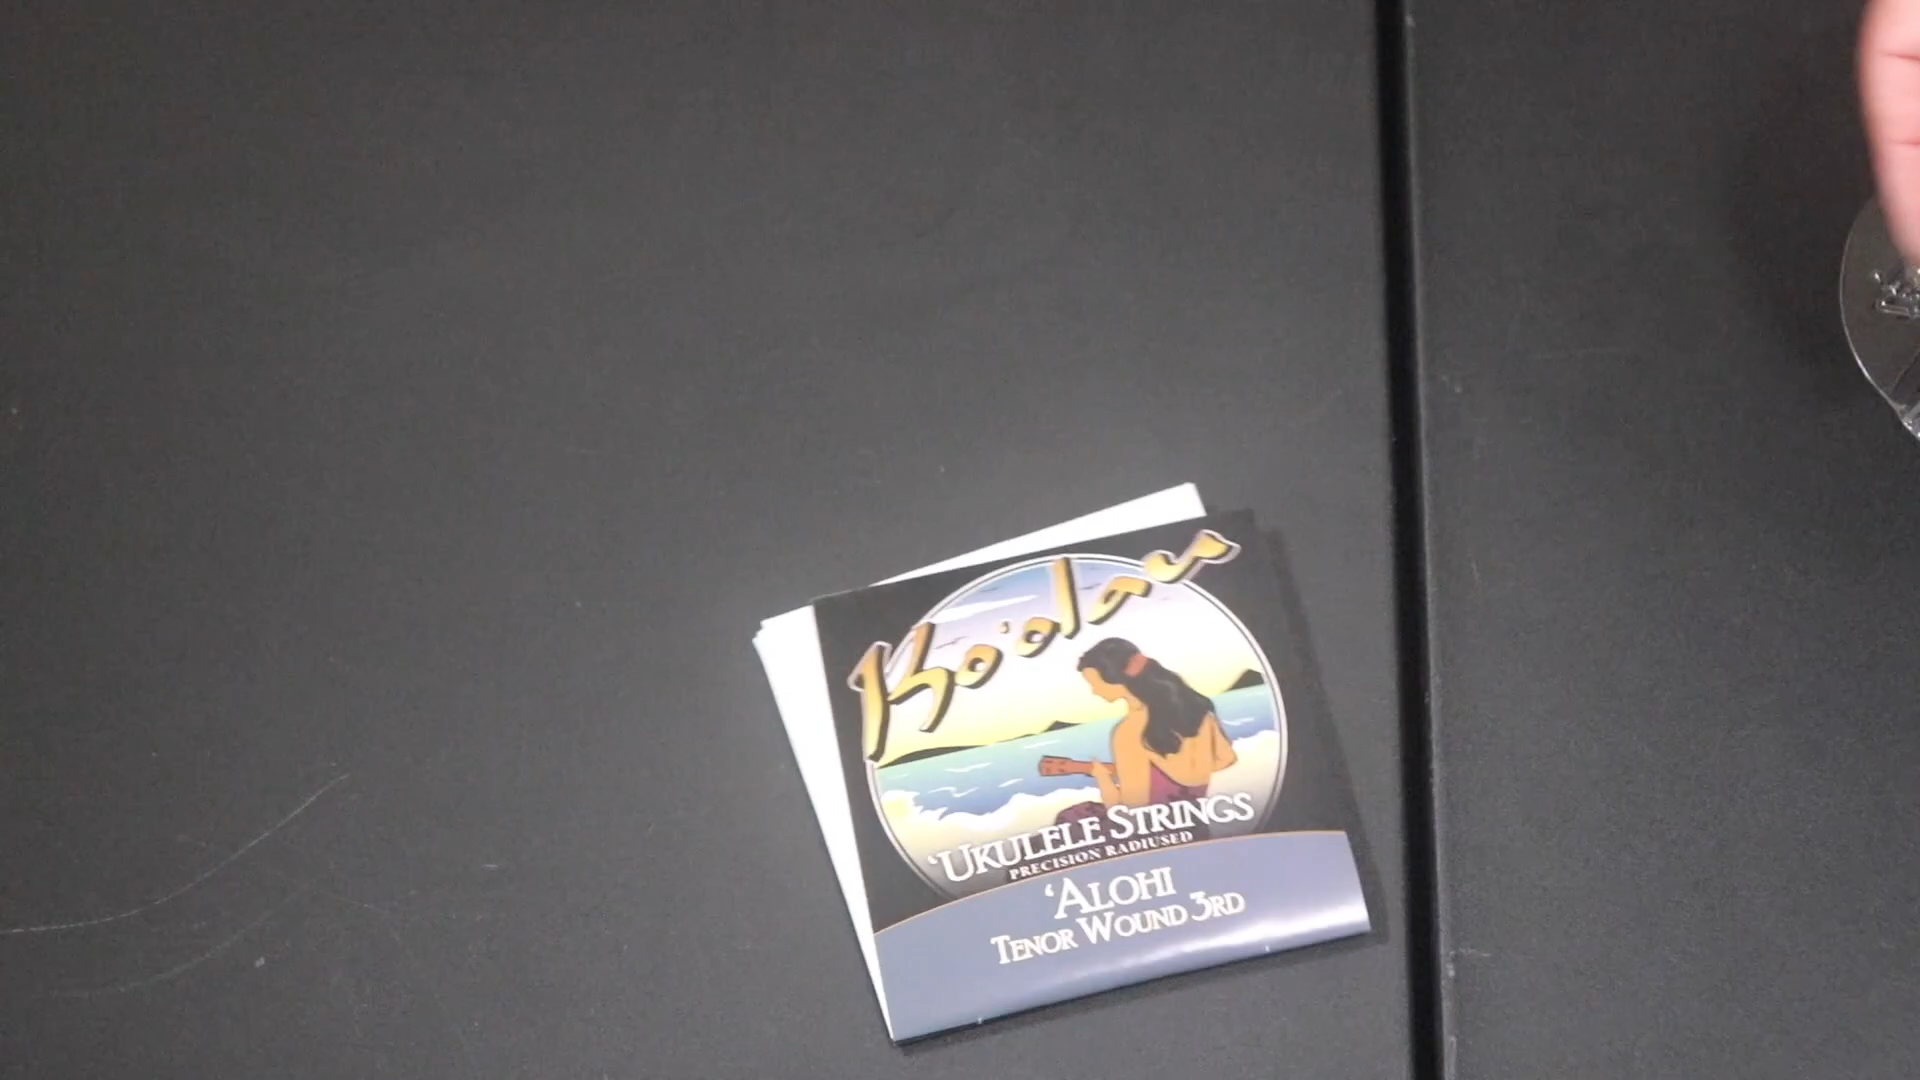 Ko'olau
‘UKULELE STRINGS
PRECISION RADIUSED
‘ALOHI
TENOR WOUND 3RD